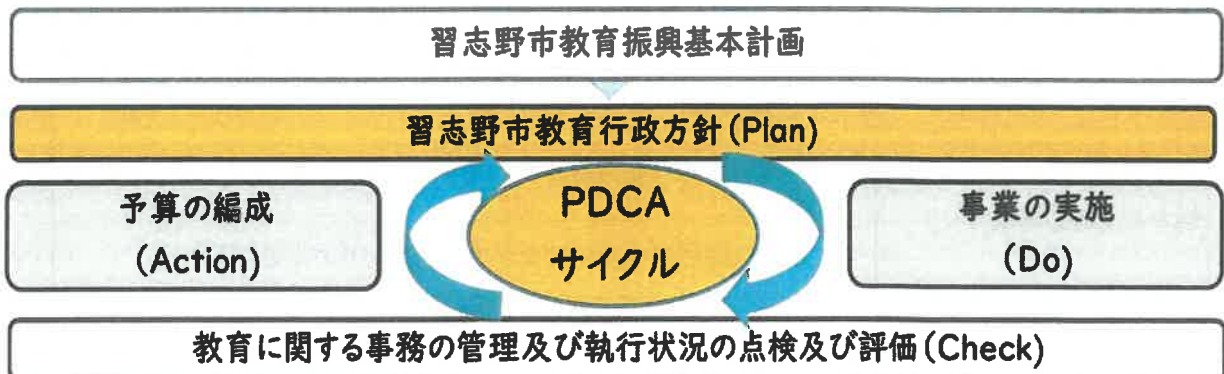 習志野市教育振興基本計画
習志野市教育行政方針(Plan)
予算の編成
(Action)
PDCA
サイクル
事業の実施
(Do)
教育に関する事務の管理及び執行状況の点検及び評価(Check)